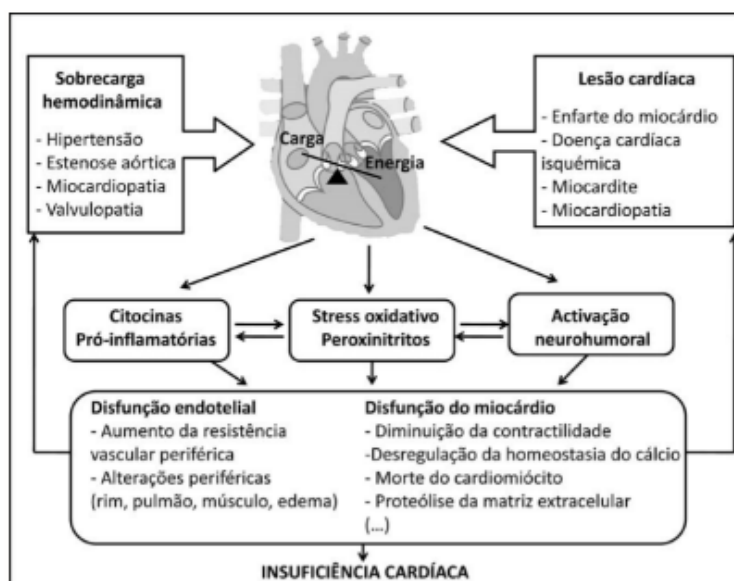 Sobrecarga
hemodinâmica
- Hipertensão
- Estenose aórtica
- Miocardiopatia
- Valvulopatia
Carga
Energia
Lesão cardíaca
- Enfarte do miocárdio
- Doença cardíaca
isquémica
- Miocardite
- Miocardiopatia
Citocinas
Pró-inflamatórias
Stress oxidativo
Peroxinitritos
Activação
neurohumoral
Disfunção endotelial
- Aumento da resistência
vascular periférica
- Alterações periféricas
(rim, pulmão, músculo, edema)
Disfunção do miocárdio
- Diminuição da contractilidade
-Desregulação da homeostasia do cálcio
- Morte do cardiomiócito
- Proteólise da matriz extracelular
(...)
INSUFICIÊNCIA CARDÍACA